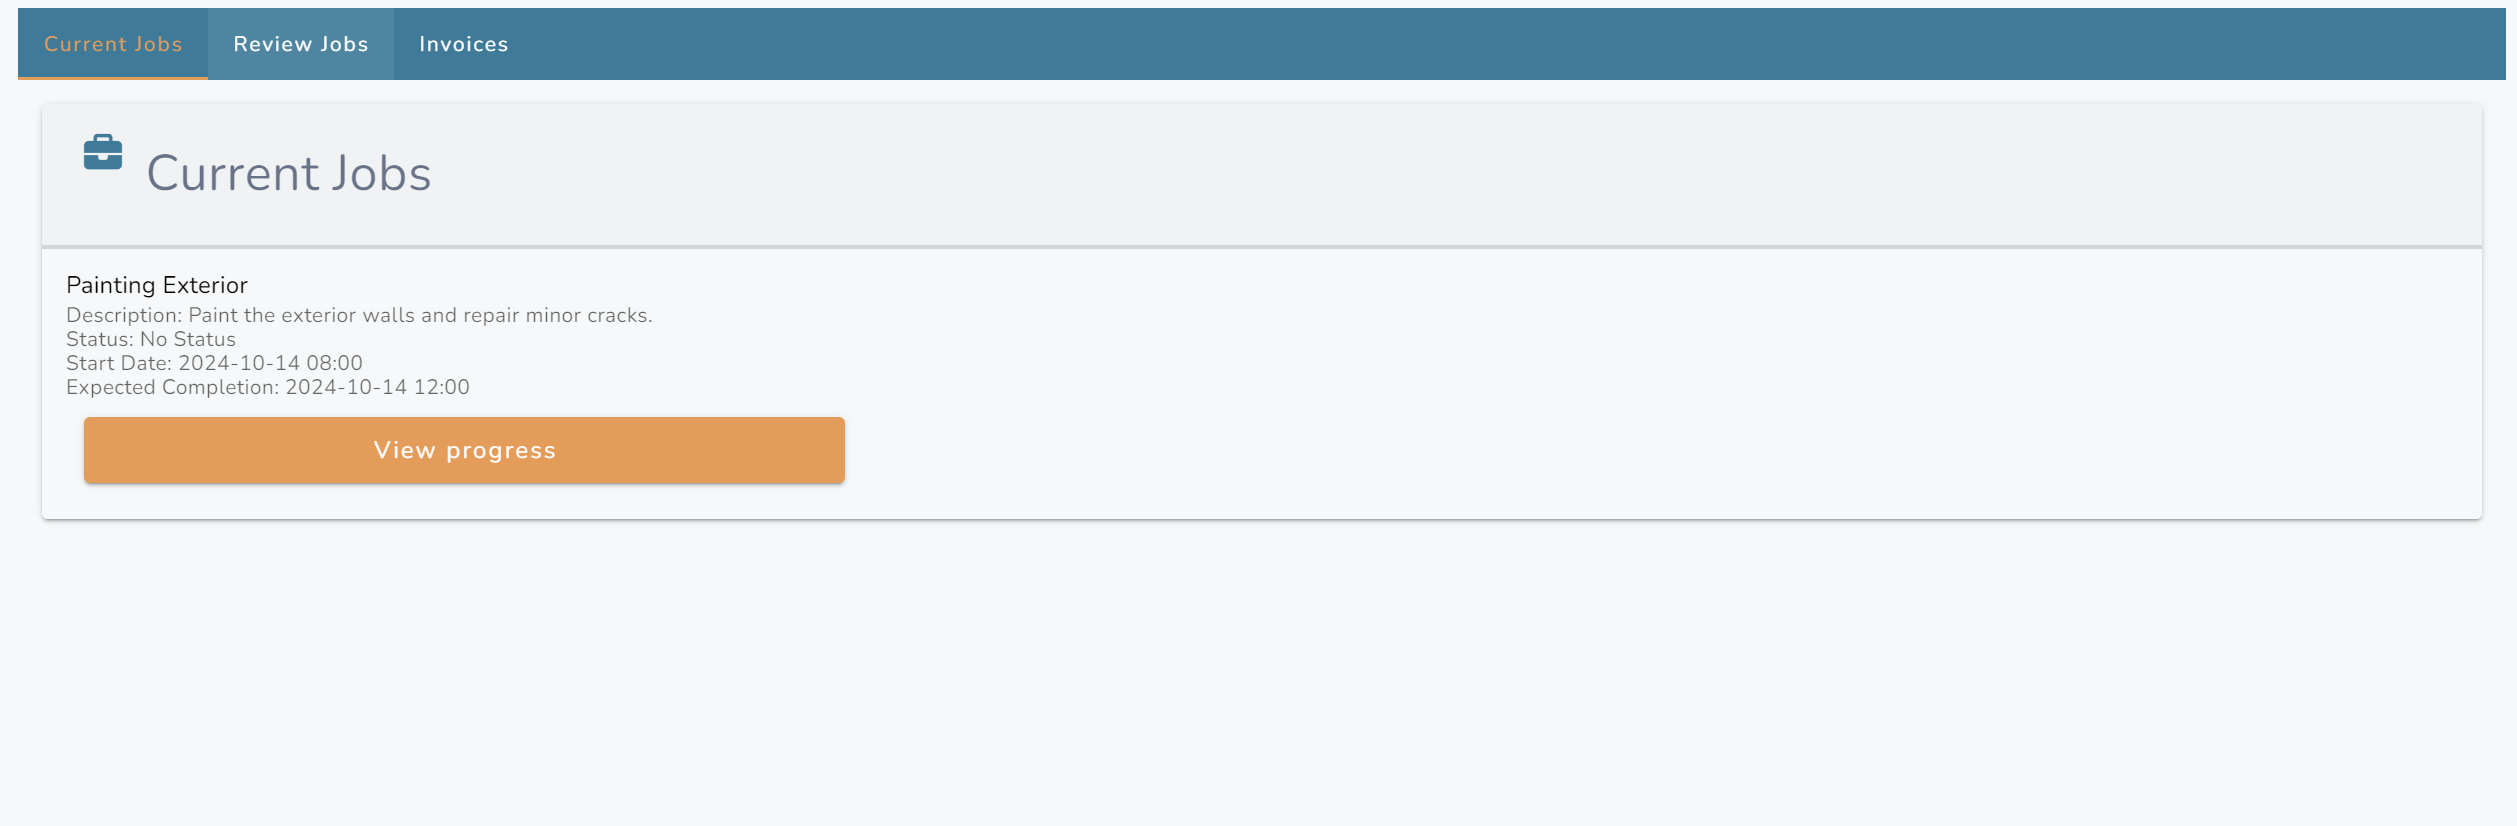 Current Jobs
Review Jobs
Invoices
Current Jobs
Painting Exterior
Description: Paint the exterior walls and repair minor cracks.
Status: No Status
Start Date: 2024-10-14 08:00
Expected Completion: 2024-10-14 12:00
View progress